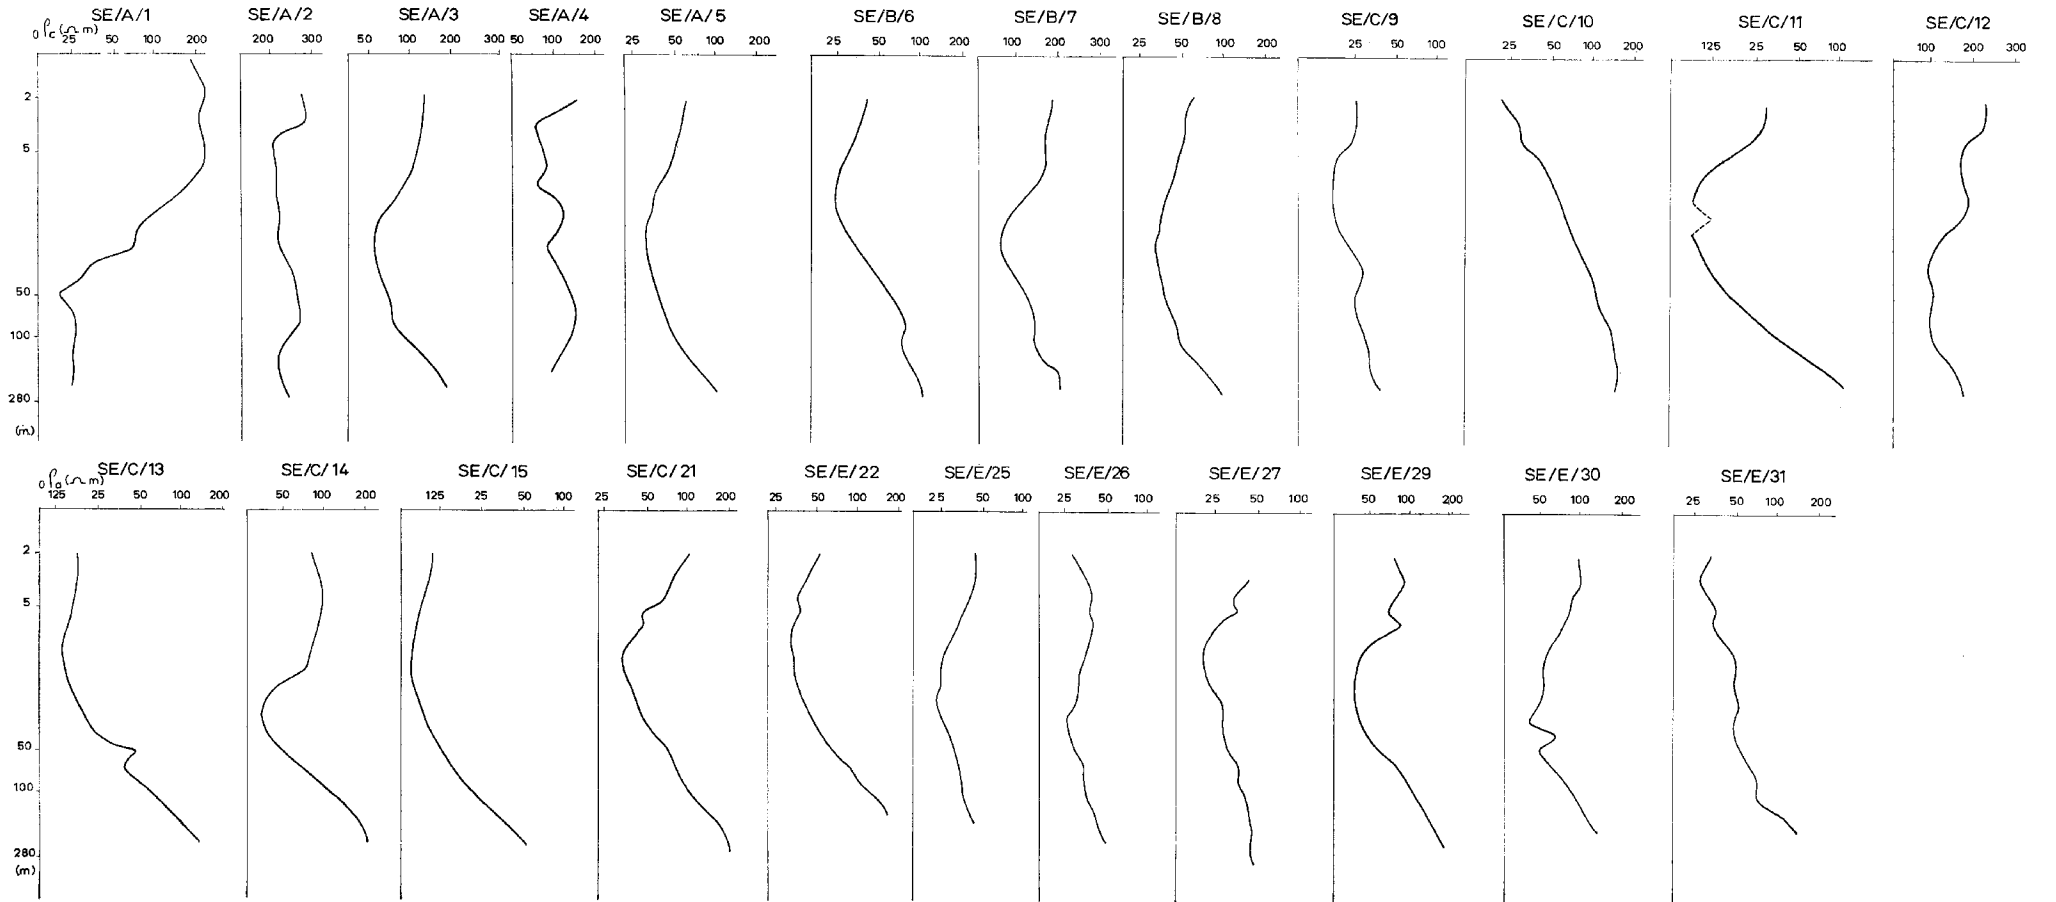 SE/A/1 SE/A/2 SE/A/3 SE/A/4 SE/A/5 SE/B/6 SE/B/7 SE/B/8 SE/C/9 SE/C/10 SE/C/11 SE/C/12
0 ρc(Ω m) 25 50 100 200 200 300 50 100 200 300 50 100 200 25 50 100 200 25 50 100 200 100 200 300 25 50 100 200 25 50 100 25 50 100 200 125 25 50 100 100 200 300
2
5
50
100
280
(m)
SE/C/13 SE/C/14 SE/C/15 SE/C/21 SE/E/22 SE/E/25 SE/E/26 SE/E/27 SE/E/29 SE/E/30 SE/E/31
0 ρa(Ω m)
125 25 50 100 200 50 100 200 125 25 50 100 25 50 100 200 25 50 100 200 25 50 100 25 50 100 25 50 100 50 100 200 50 100 200 25 50 100 200
2
5
50
100
280
(m)